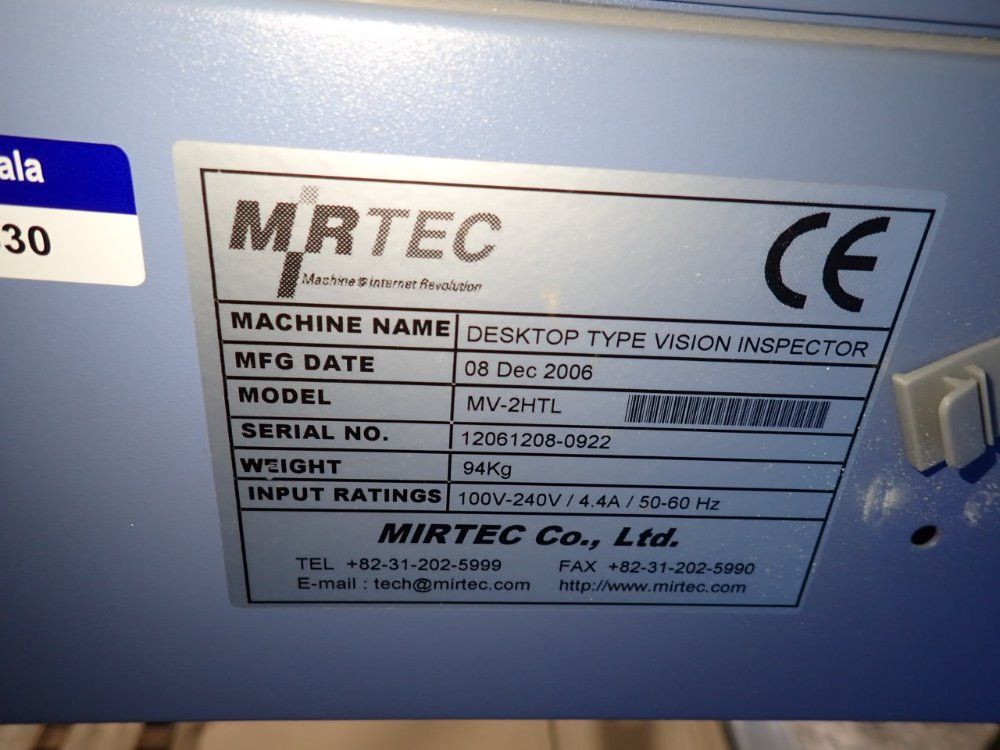 ala
30
MIRTEC
Machine & Internet Revolution
CE
MACHINE NAME DESKTOP TYPE VISION INSPECTOR
MFG DATE 08 Dec 2006
MODEL MV-2HTL
SERIAL NO. 12061208-0922
WEIGHT 94Kg
INPUT RATINGS 100V-240V / 4.4A / 50-60 Hz
MIRTEC Co., Ltd.
TEL +82-31-202-5999 FAX +82-31-202-5990
E-mail : tech@mirtec.com http://www.mirtec.com